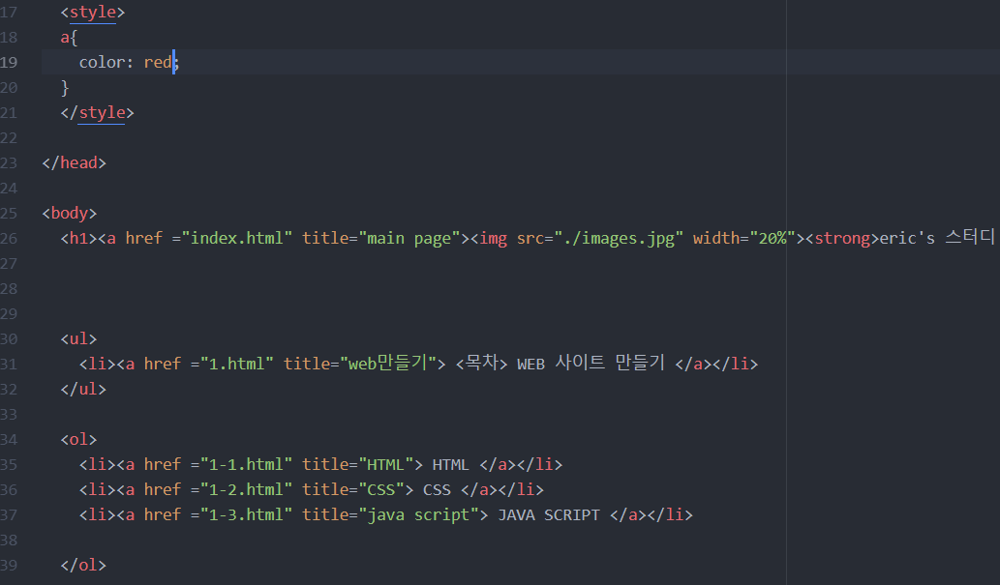 17 <style>
18 a{
19 color: red;
20 }
21 </style>
22
23 </head>
24
25 <body>
26 <h1><a href ="index.html" title="main page"><img src="./images.jpg" width="20%"><strong>eric's 스터디
27
28
29
30 <ul>
31 <li><a href ="1.html" title="web만들기"> <목차> WEB 사이트 만들기 </a></li>
32 </ul>
33
34 <ol>
35 <li><a href ="1-1.html" title="HTML"> HTML </a></li>
36 <li><a href ="1-2.html" title="CSS"> CSS </a></li>
37 <li><a href ="1-3.html" title="java script"> JAVA SCRIPT </a></li>
38
39 </ol>